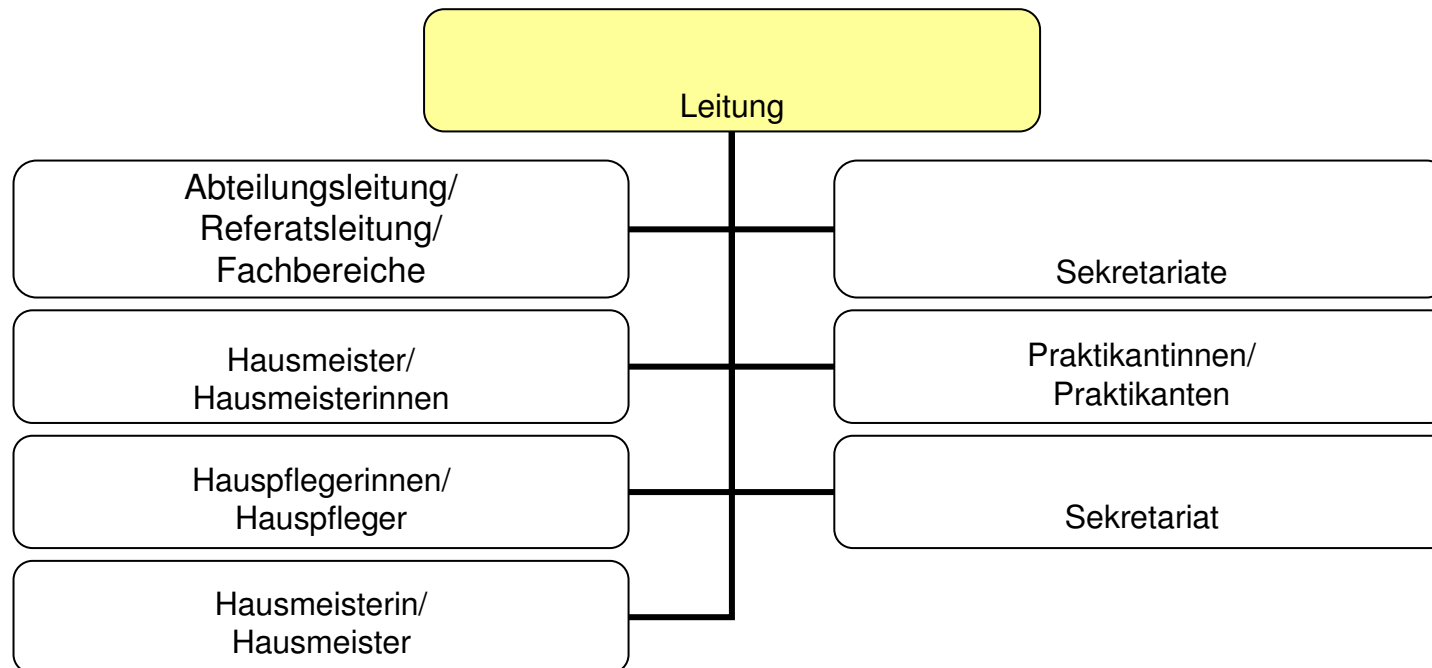 Leitung
Abteilungsleitung/
Referatsleitung/
Fachbereiche
Sekretariate
Hausmeister/
Hausmeisterinnen
Praktikantinnen/
Praktikanten
Hauspflegerinnen/
Hauspfleger
Sekretariat
Hausmeisterin/
Hausmeister